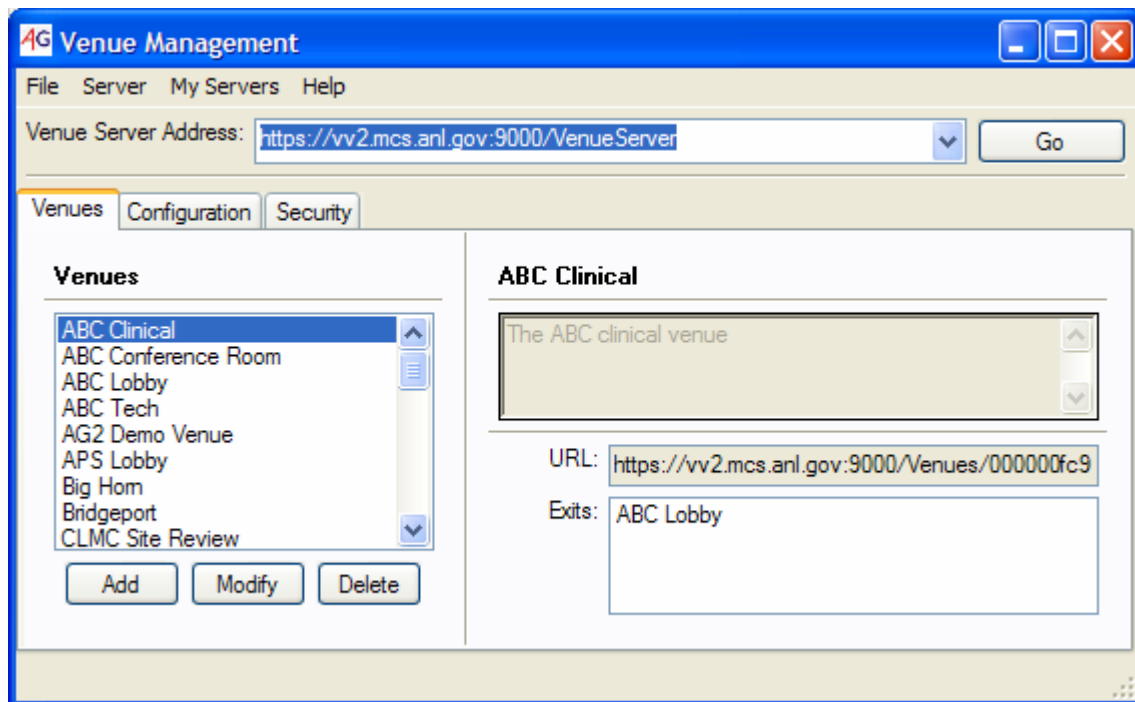 AG Venue Management
File Server My Servers Help
Venue Server Address: https://vv2.mcs.anl.gov:9000/VenueServer Go
Venues Configuration Security
Venues
ABC Clinical
ABC Conference Room
ABC Lobby
ABC Tech
AG2 Demo Venue
APS Lobby
Big Horn
Bridgeport
CLMC Site Review
Add Modify Delete
ABC Clinical
The ABC clinical venue
URL: https://vv2.mcs.anl.gov:9000/Venues/000000fc9
Exits: ABC Lobby